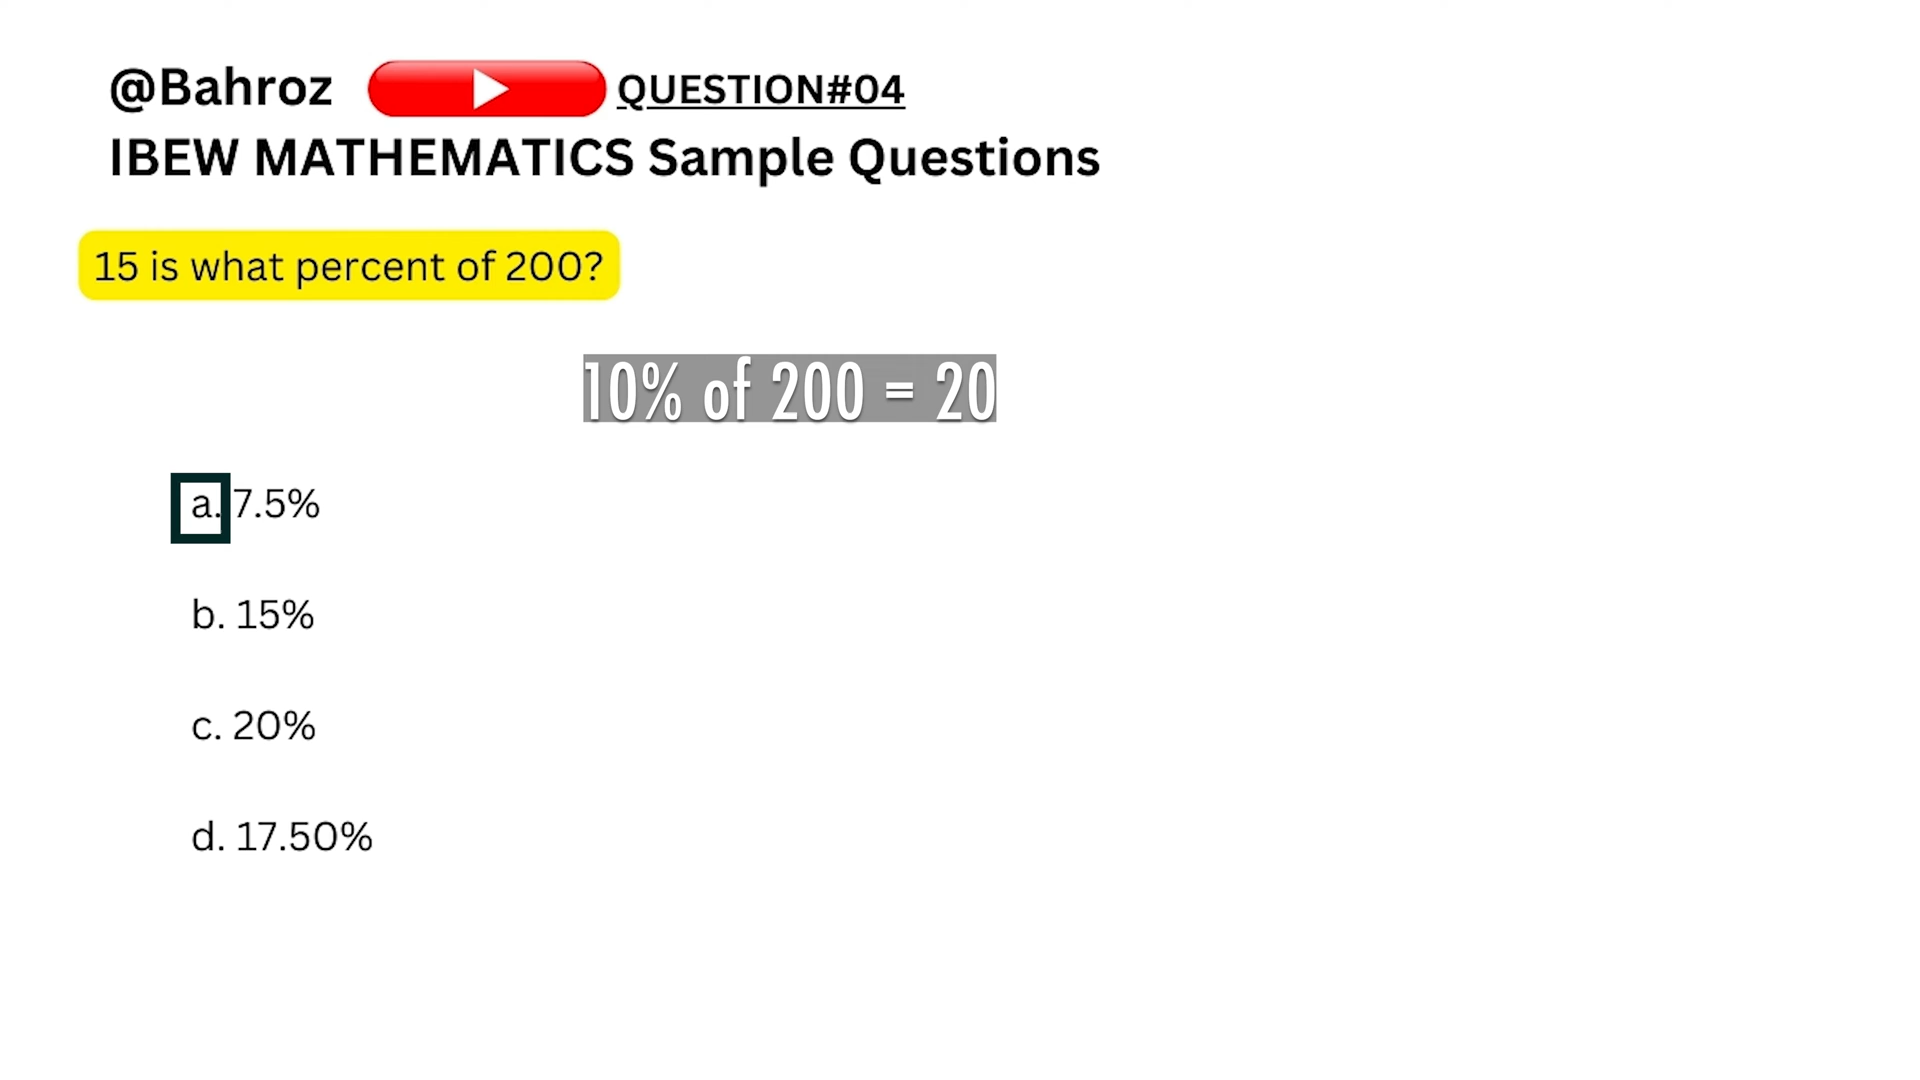 @Bahroz QUESTION#04
IBEW MATHEMATICS Sample Questions
15 is what percent of 200?
10% of 200 = 20
a. 7.5%
b. 15%
c. 20%
d. 17.50%